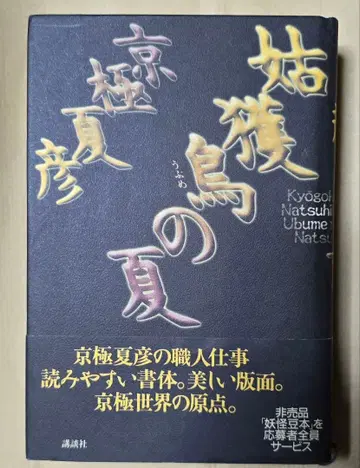 姑獲鳥の夏
うぶめ
京極夏彦
Kyōgok
Natsuhi
Ubume
Natsu
京極夏彦の職人仕事
読みやすい書体。美しい版面。
京極世界の原点。
講談社
非売品
「妖怪豆本」を
応募者全員
サービス